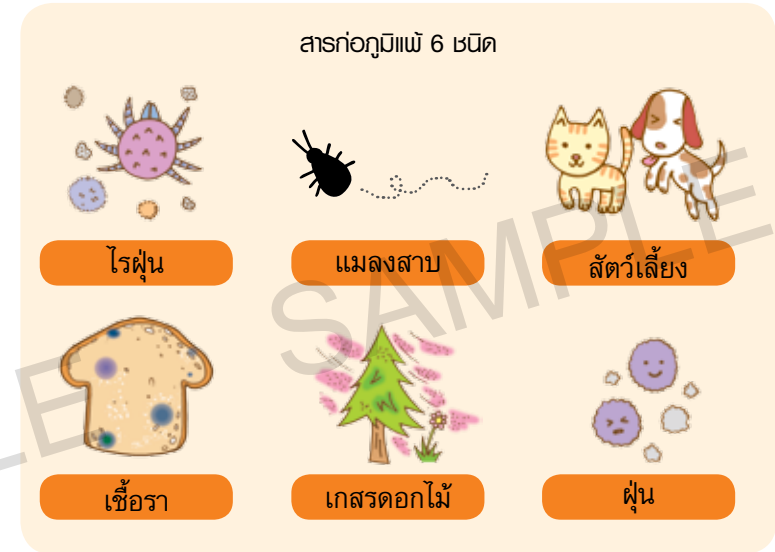 สารก่อภูมิแพ้ 6 ชนิด
ไรฝุ่น
แมลงสาบ
สัตว์เลี้ยง
เชื้อรา
เกสรดอกไม้
ฝุ่น
SAMPLE
LE